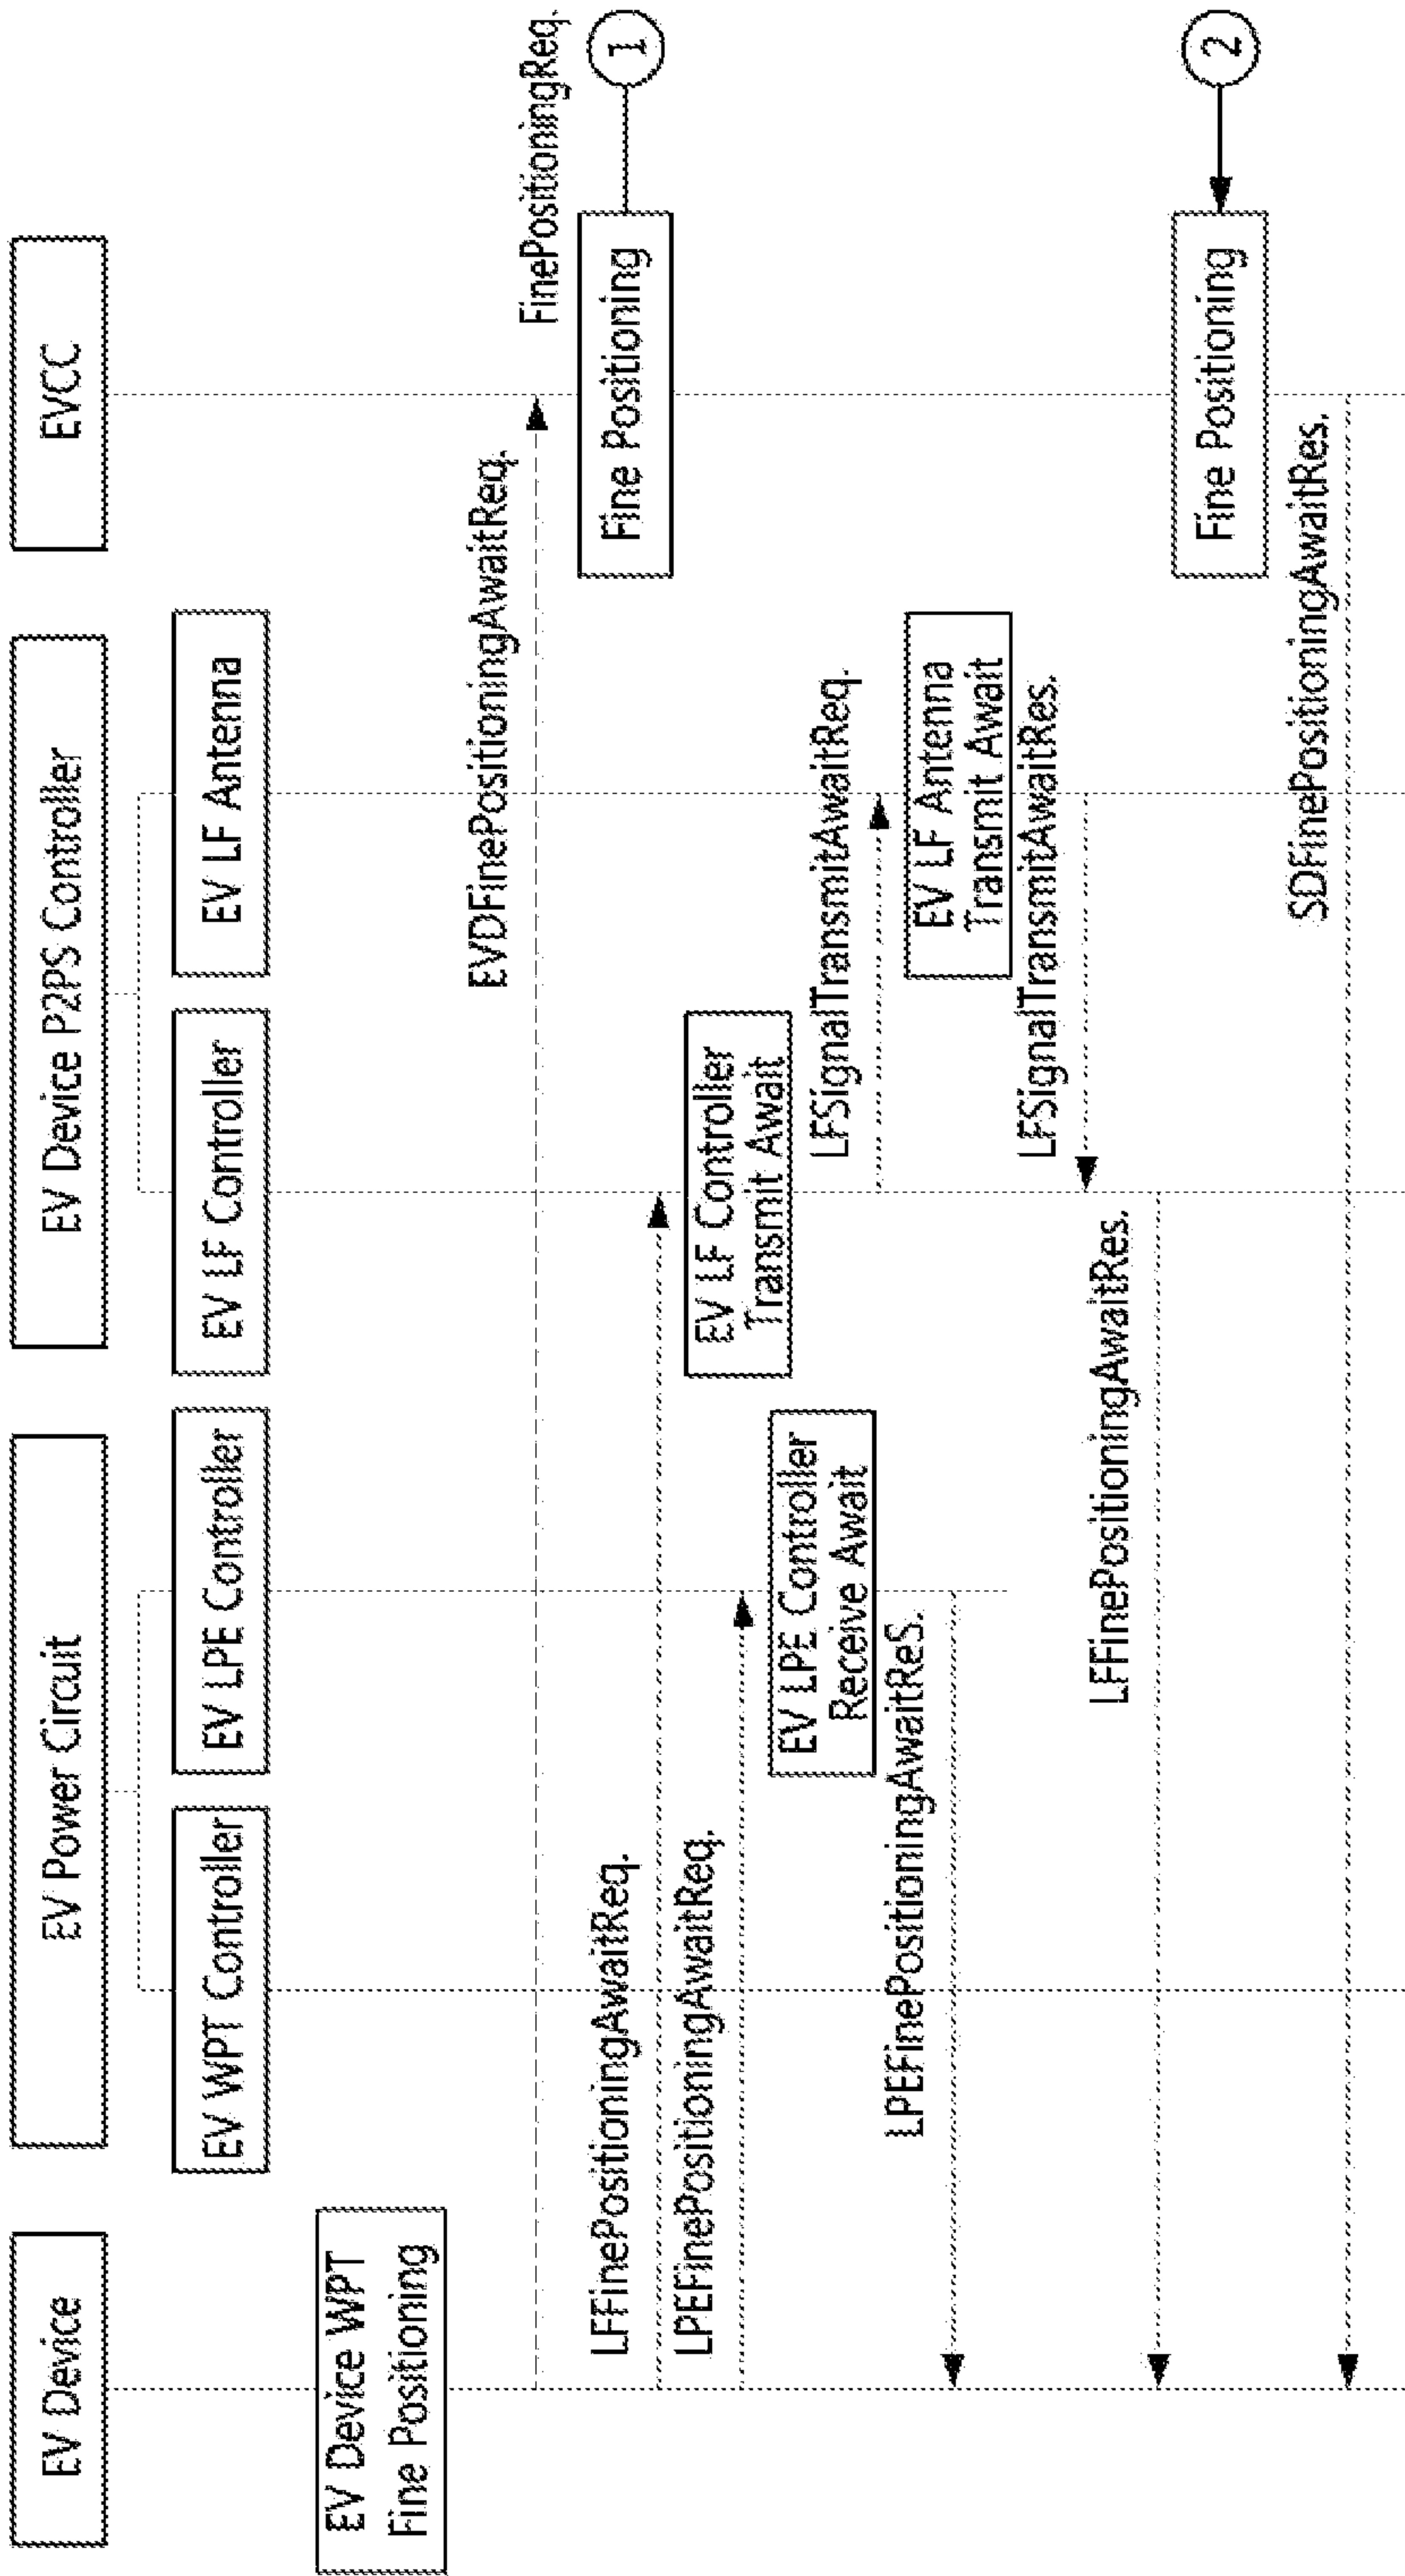 EV Device
EV Power Circuit
EV Device P2PS Controller
EVCC
EV WPT Controller
EV LPE Controller
EV LF Controller
EV LF Antenna
EV Device WPT
Fine Positioning
EVDFinePositioningAwaitReq.
FinePositioningReq.
Fine Positioning
1
LFFinePositioningAwaitReq.
EV LF Controller
Transmit Await
LPEFinePositioningAwaitReq.
EV LPE Controller
Receive Await
LFSignalTransmitAwaitReq.
EV LF Antenna
Transmit Await
LPEFinePositioningAwaitReS.
LFSignalTransmitAwaitRes.
LFFinePositioningAwaitRes.
Fine Positioning
2
SDFinePositioningAwaitRes.